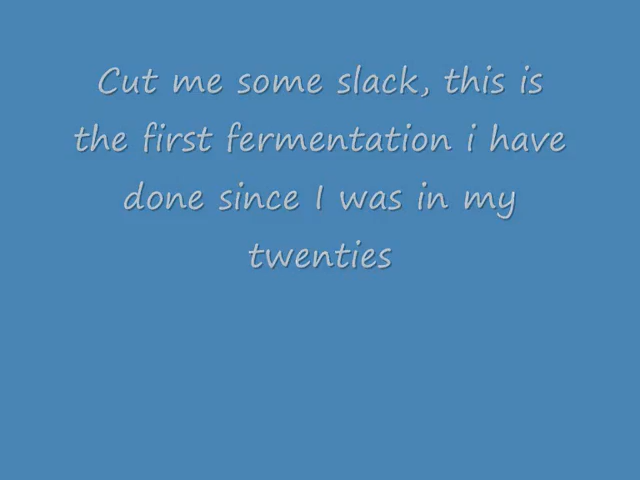 Cut me some slack, this is
the first fermentation i have
done since I was in my
twenties